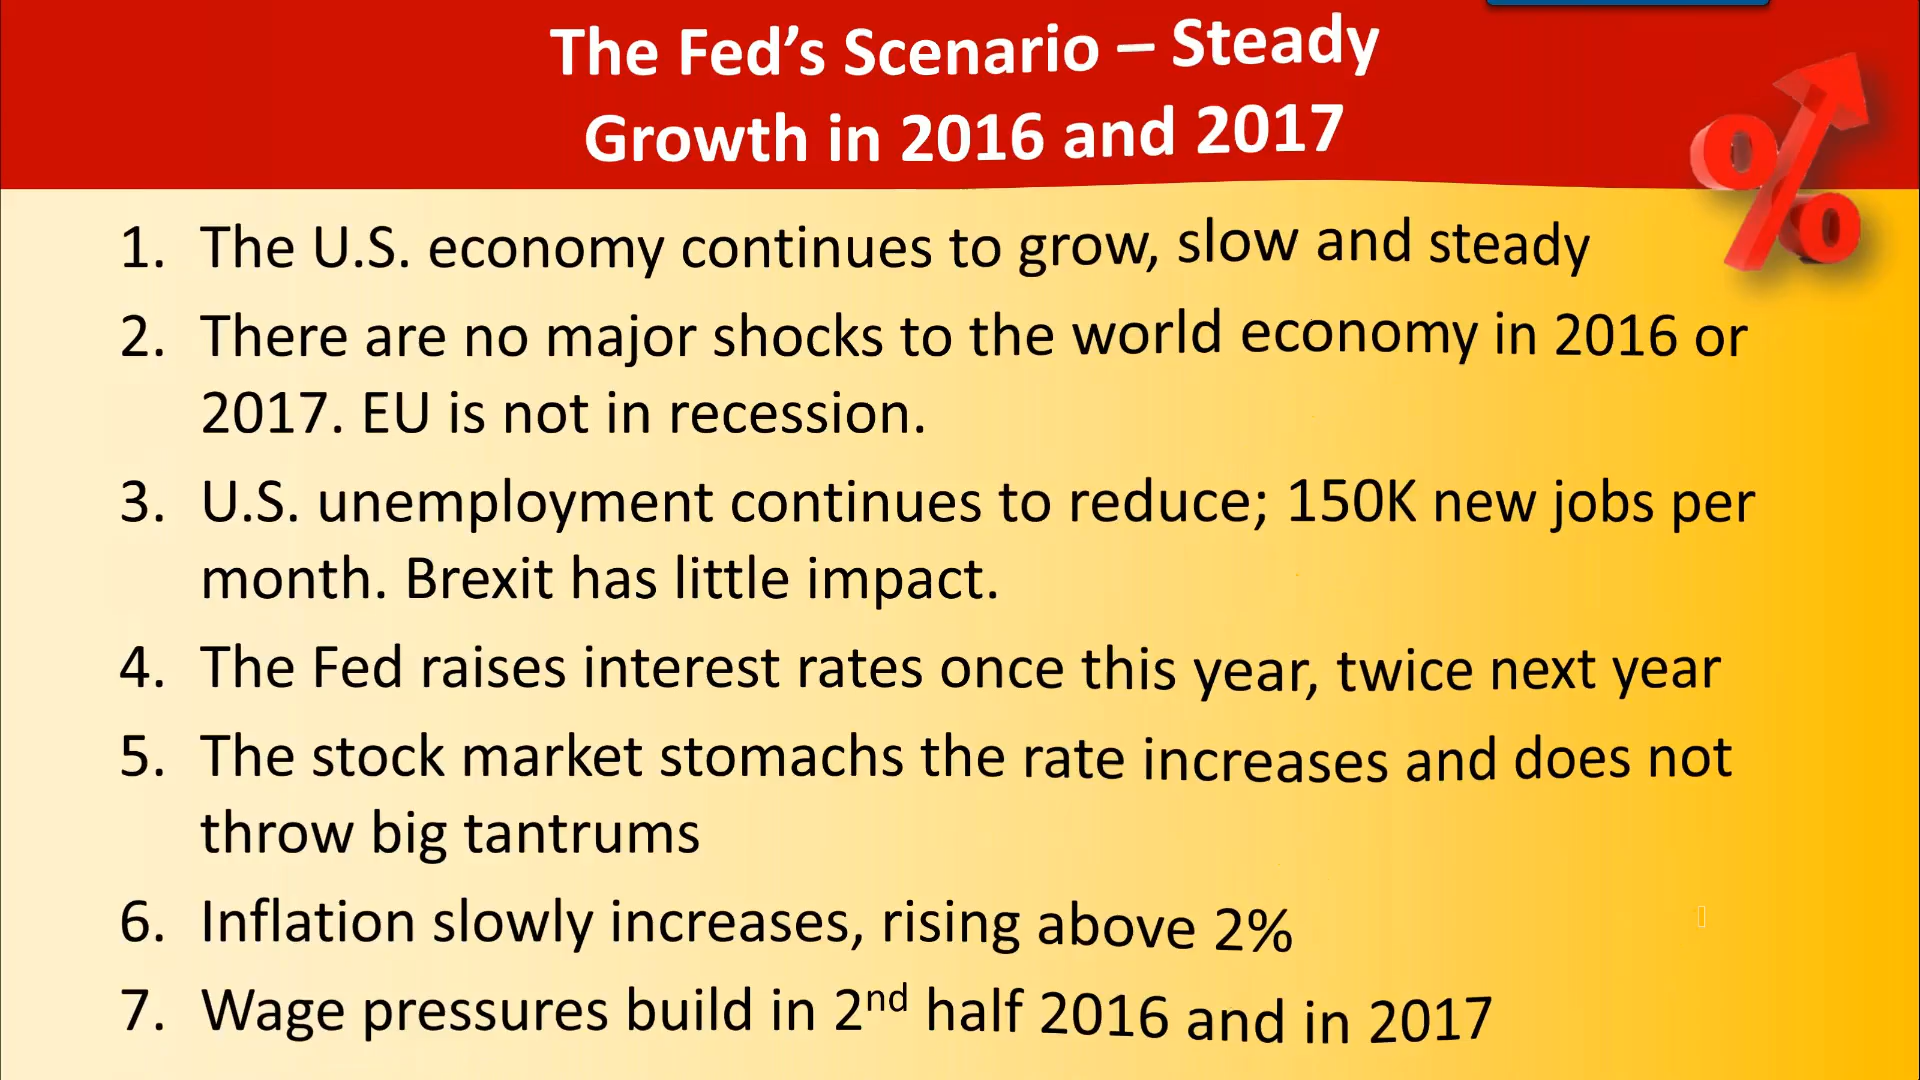 The Fed’s Scenario – Steady
Growth in 2016 and 2017
1. The U.S. economy continues to grow, slow and steady
2. There are no major shocks to the world economy in 2016 or
2017. EU is not in recession.
3. U.S. unemployment continues to reduce; 150K new jobs per
month. Brexit has little impact.
4. The Fed raises interest rates once this year, twice next year
5. The stock market stomachs the rate increases and does not
throw big tantrums
6. Inflation slowly increases, rising above 2%
7. Wage pressures build in 2nd half 2016 and in 2017